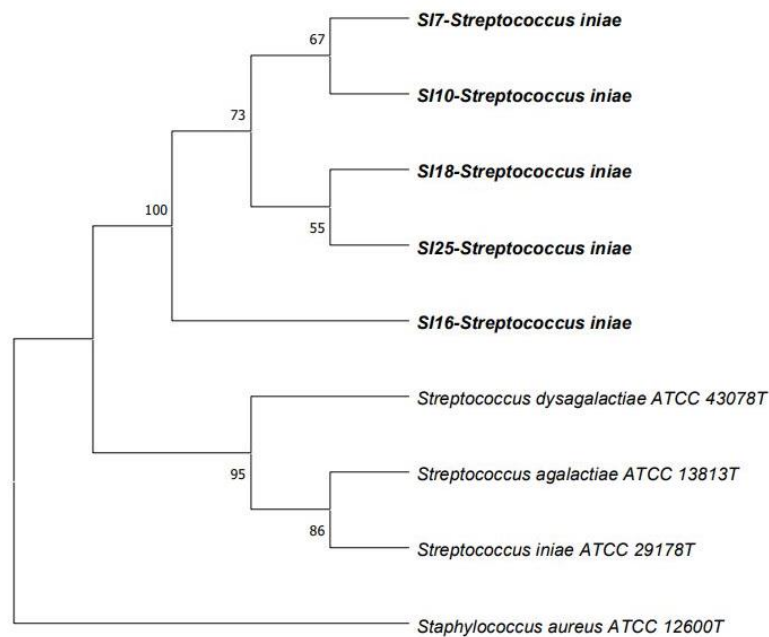 SI7-Streptococcus iniae
67
SI10-Streptococcus iniae
73
SI18-Streptococcus iniae
100
55
SI25-Streptococcus iniae
SI16-Streptococcus iniae
Streptococcus dysagalactiae ATCC 43078T
95
Streptococcus agalactiae ATCC 13813T
86
Streptococcus iniae ATCC 29178T
Staphylococcus aureus ATCC 12600T